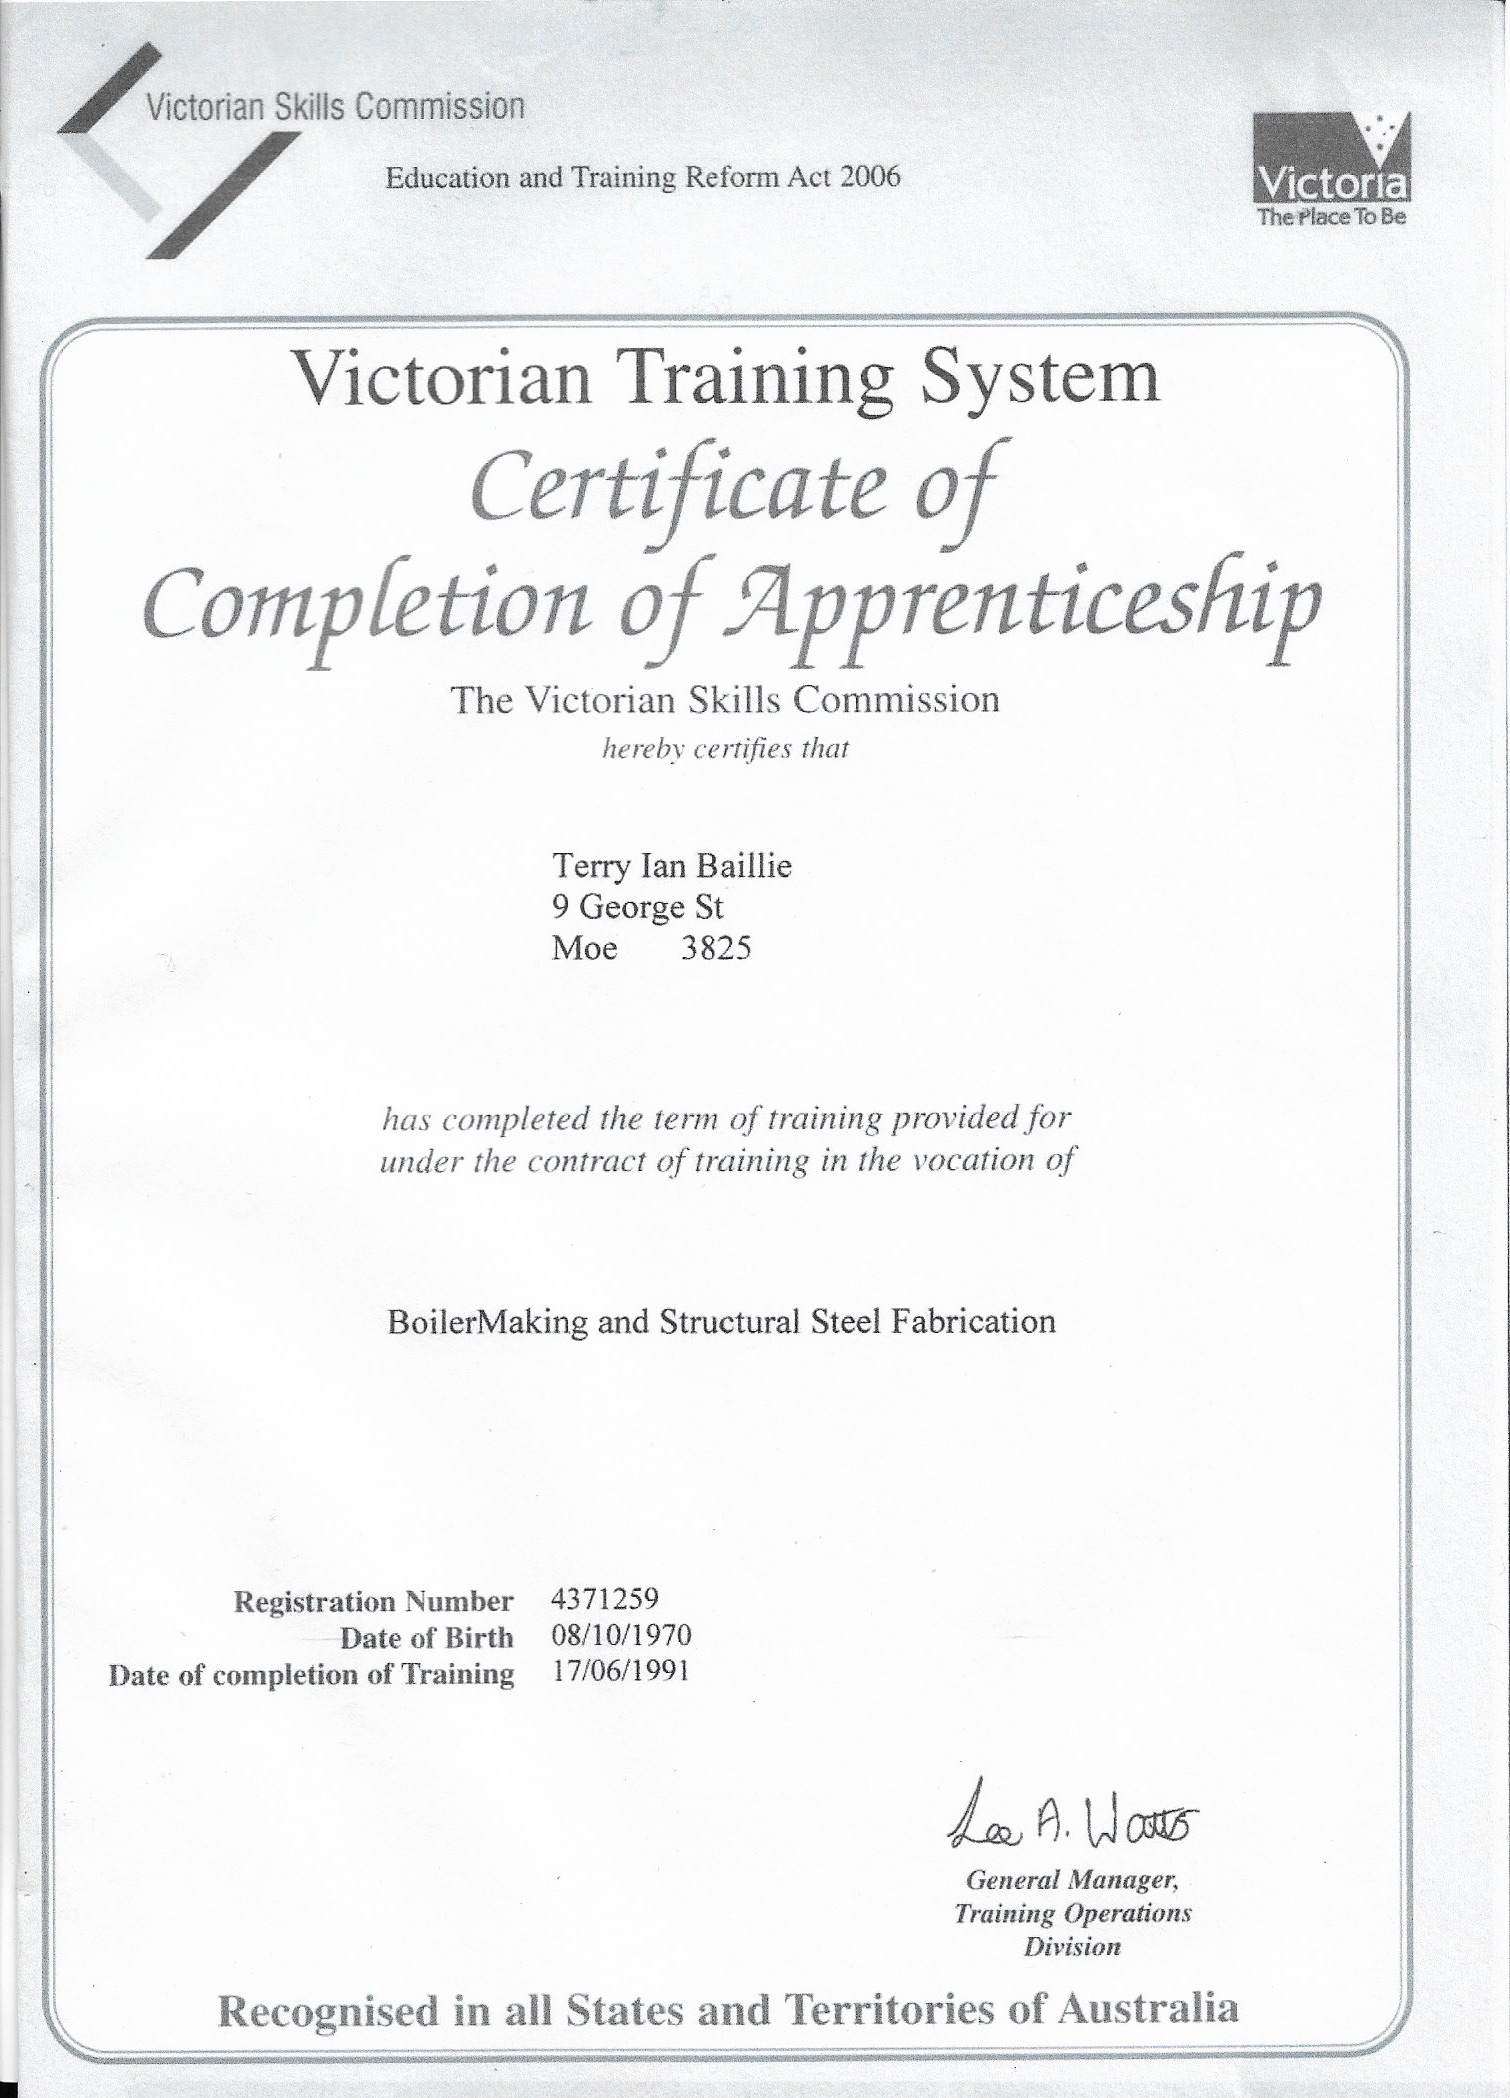 Victorian Skills Commission
Education and Training Reform Act 2006
Victoria
The Place To Be
Victorian Training System
Certificate of
Completion of Apprenticeship
The Victorian Skills Commission
hereby certifies that
Terry Ian Baillie
9 George St
Moe 3825
has completed the term of training provided for
under the contract of training in the vocation of
BoilerMaking and Structural Steel Fabrication
Registration Number 4371259
Date of Birth 08/10/1970
Date of completion of Training 17/06/1991
Lee A. Watts
General Manager,
Training Operations
Division
Recognised in all States and Territories of Australia